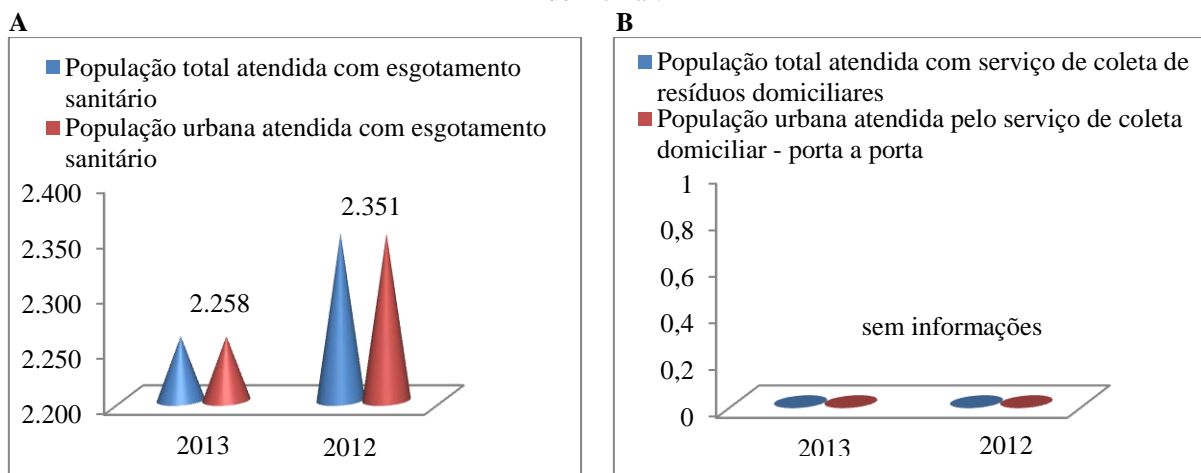 A
População total atendida com esgotamento
sanitário
População urbana atendida com esgotamento
sanitário
2.400
2.350
2.300
2.250
2.200
2.351
2.258
2013
2012
B
População total atendida com serviço de coleta de
resíduos domiciliares
População urbana atendida pelo serviço de coleta
domiciliar - porta a porta
1
0,8
0,6
0,4
0,2
0
sem informações
2013
2012